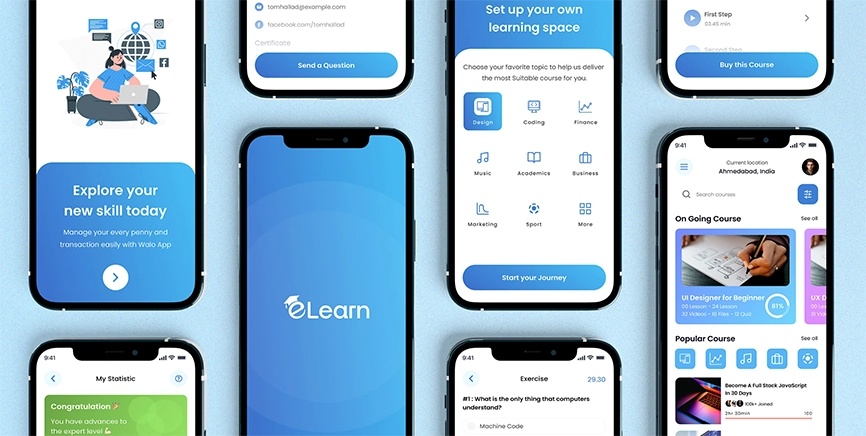 Explore your
new skill today
Manage your every penny and
transaction easily with Walo App
tomhallad@example.com
facebook.com/tomhallad
Certificate
Send a Question
eLearn
Set up your own
learning space
Choose your favorite topic to help us deliver
the most Suitable course for you.
Design
Coding
Finance
Music
Academics
Business
Marketing
Sport
More
Start your Journey
First Step
03.45 min
Second Step
Buy this Course
9:41
Current location
Ahmedabad, India
Search courses
On Going Course
See all
UI Designer for Beginner
00 Lesson - 24 Lesson
32 Videos - 18 Files - 12 Quiz
81%
UX D
Popular Course
See all
Become A Full Stack JavaScript
In 30 Days
100k+ Joined
2h+ 30min
100
9:41
My Statistic
Congratulation
You have advances to
the expert level
9:41
Exercise
29.30
#1 : What is the only thing that computers
understand?
Machine Code